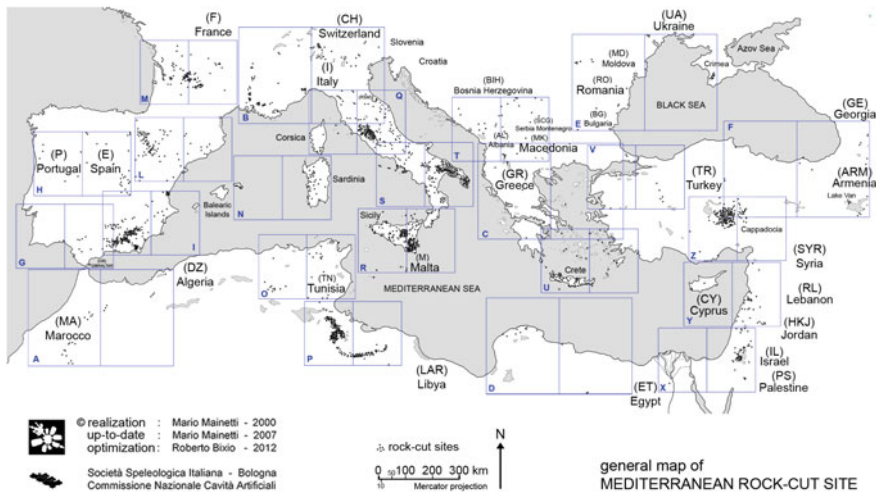 (F)
France
(CH)
Switzerland
Slovenia
Croatia
(I)
Italy
(UA)
Ukraine
Azov Sea
(MD)
Moldova
Crimea
(RO)
Romania
BLACK SEA
(BG)
Bulgaria
(GE)
Georgia
(BIH)
Bosnia Herzegovina
(SCG)
Serbia Montenegro
(AL)
Albania
(MK)
Macedonia
(P)
Portugal
(E)
Spain
Corsica
Sardinia
Balearic
Islands
(GR)
Greece
(TR)
Turkey
(ARM)
Armenia
Lake Van
Cappadocia
Sicily
(M)
Malta
Crete
(SYR)
Syria
(DZ)
Algeria
(TN)
Tunisia
MEDITERRANEAN SEA
(CY)
Cyprus
(RL)
Lebanon
(HKJ)
Jordan
(MA)
Marocco
(IL)
Israel
(PS)
Palestine
(LAR)
Libya
(ET)
Egypt
M
B
Q
E
F
H
L
N
S
T
C
V
G
I
O
R
U
Z
Y
A
P
D
X
© realization : Mario Mainetti - 2000
up-to-date : Mario Mainetti - 2007
optimization: Roberto Bixio - 2012
Società Speleologica Italiana - Bologna
Commissione Nazionale Cavità Artificiali
rock-cut sites
0 50 100 200 300 km
10
Mercator projection
N
general map of
MEDITERRANEAN ROCK-CUT SITE